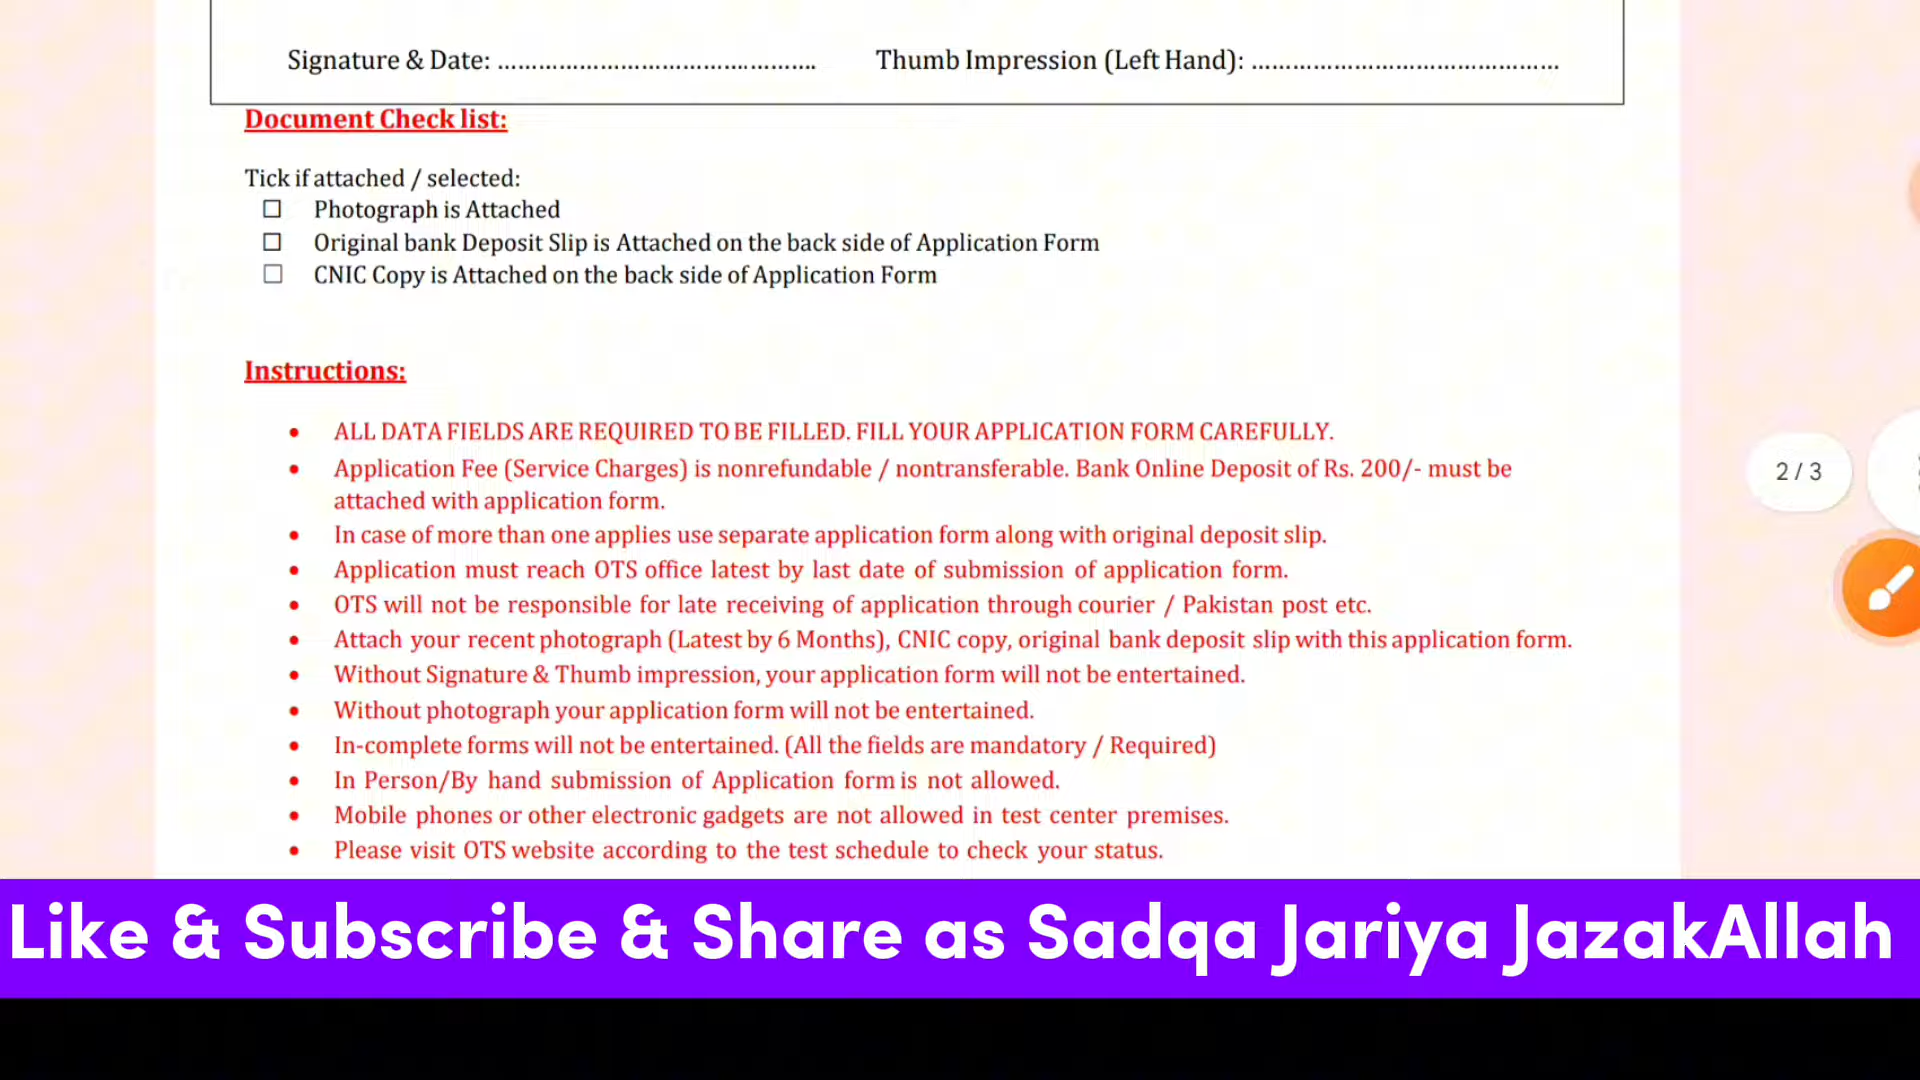 Signature & Date: ……………………………….………..
Thumb Impression (Left Hand): ………………………………………
Document Check list:
Tick if attached / selected:
☐ Photograph is Attached
☐ Original bank Deposit Slip is Attached on the back side of Application Form
☐ CNIC Copy is Attached on the back side of Application Form
Instructions:
• ALL DATA FIELDS ARE REQUIRED TO BE FILLED. FILL YOUR APPLICATION FORM CAREFULLY.
• Application Fee (Service Charges) is nonrefundable / nontransferable. Bank Online Deposit of Rs. 200/- must be
attached with application form.
• In case of more than one applies use separate application form along with original deposit slip.
• Application must reach OTS office latest by last date of submission of application form.
• OTS will not be responsible for late receiving of application through courier / Pakistan post etc.
• Attach your recent photograph (Latest by 6 Months), CNIC copy, original bank deposit slip with this application form.
• Without Signature & Thumb impression, your application form will not be entertained.
• Without photograph your application form will not be entertained.
• In-complete forms will not be entertained. (All the fields are mandatory / Required)
• In Person/By hand submission of Application form is not allowed.
• Mobile phones or other electronic gadgets are not allowed in test center premises.
• Please visit OTS website according to the test schedule to check your status.
2 / 3
Like & Subscribe & Share as Sadqa Jariya JazakAllah